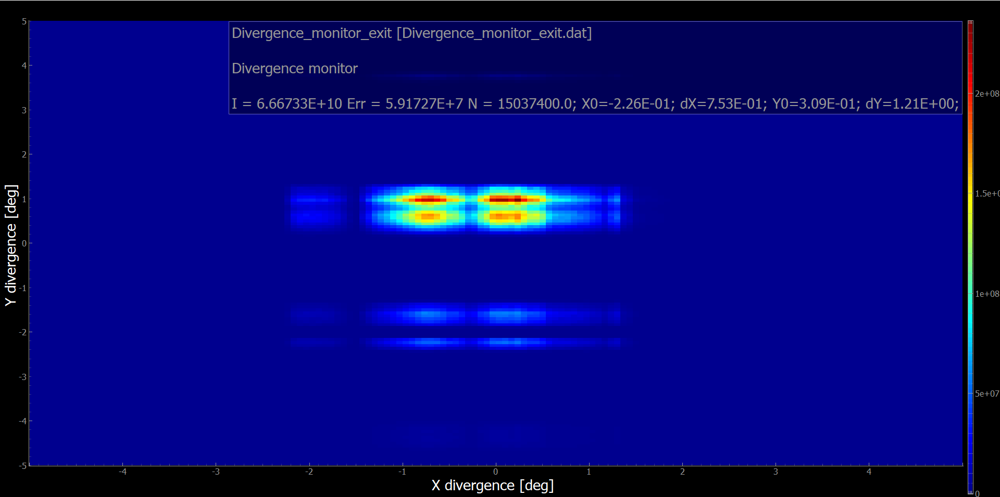 Divergence_monitor_exit [Divergence_monitor_exit.dat]
Divergence monitor
I = 6.66733E+10 Err = 5.91727E+7 N = 15037400.0; X0=-2.26E-01; dX=7.53E-01; Y0=3.09E-01; dY=1.21E+00;
Y divergence [deg]
5
4
3
2
1
0
-1
-2
-3
-4
-5
-4
-3
-2
-1
0
1
2
3
4
X divergence [deg]
2e+08
1.5e+0
1e+08
5e+07
0